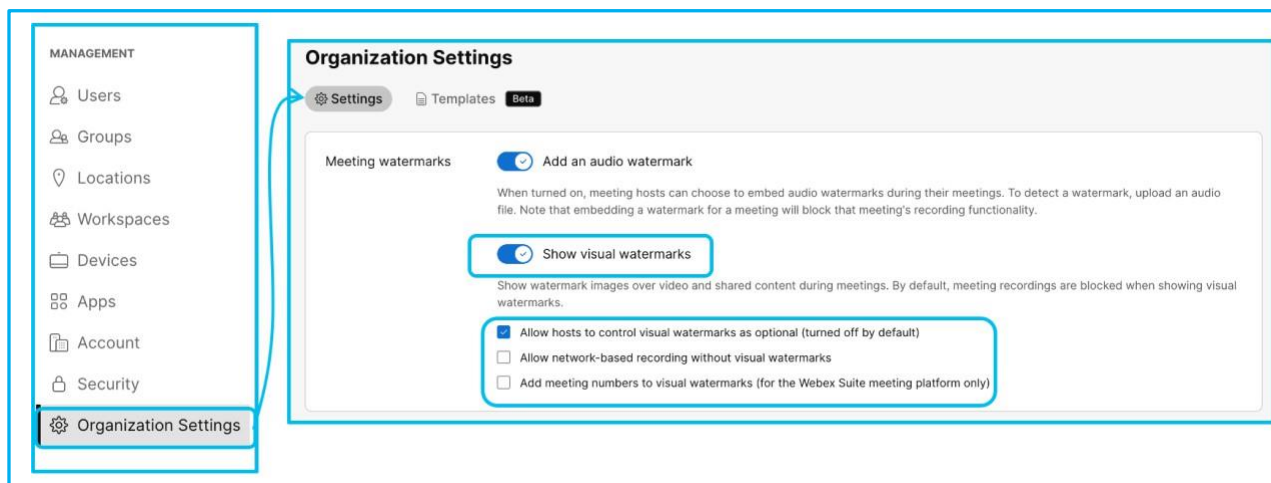 MANAGEMENT
Users
Groups
Locations
Workspaces
Devices
Apps
Account
Security
Organization Settings
Organization Settings
Settings
Templates Beta
Meeting watermarks
Add an audio watermark
When turned on, meeting hosts can choose to embed audio watermarks during their meetings. To detect a watermark, upload an audio
file. Note that embedding a watermark for a meeting will block that meeting's recording functionality.
Show visual watermarks
Show watermark images over video and shared content during meetings. By default, meeting recordings are blocked when showing visual
watermarks.
Allow hosts to control visual watermarks as optional (turned off by default)
Allow network-based recording without visual watermarks
Add meeting numbers to visual watermarks (for the Webex Suite meeting platform only)